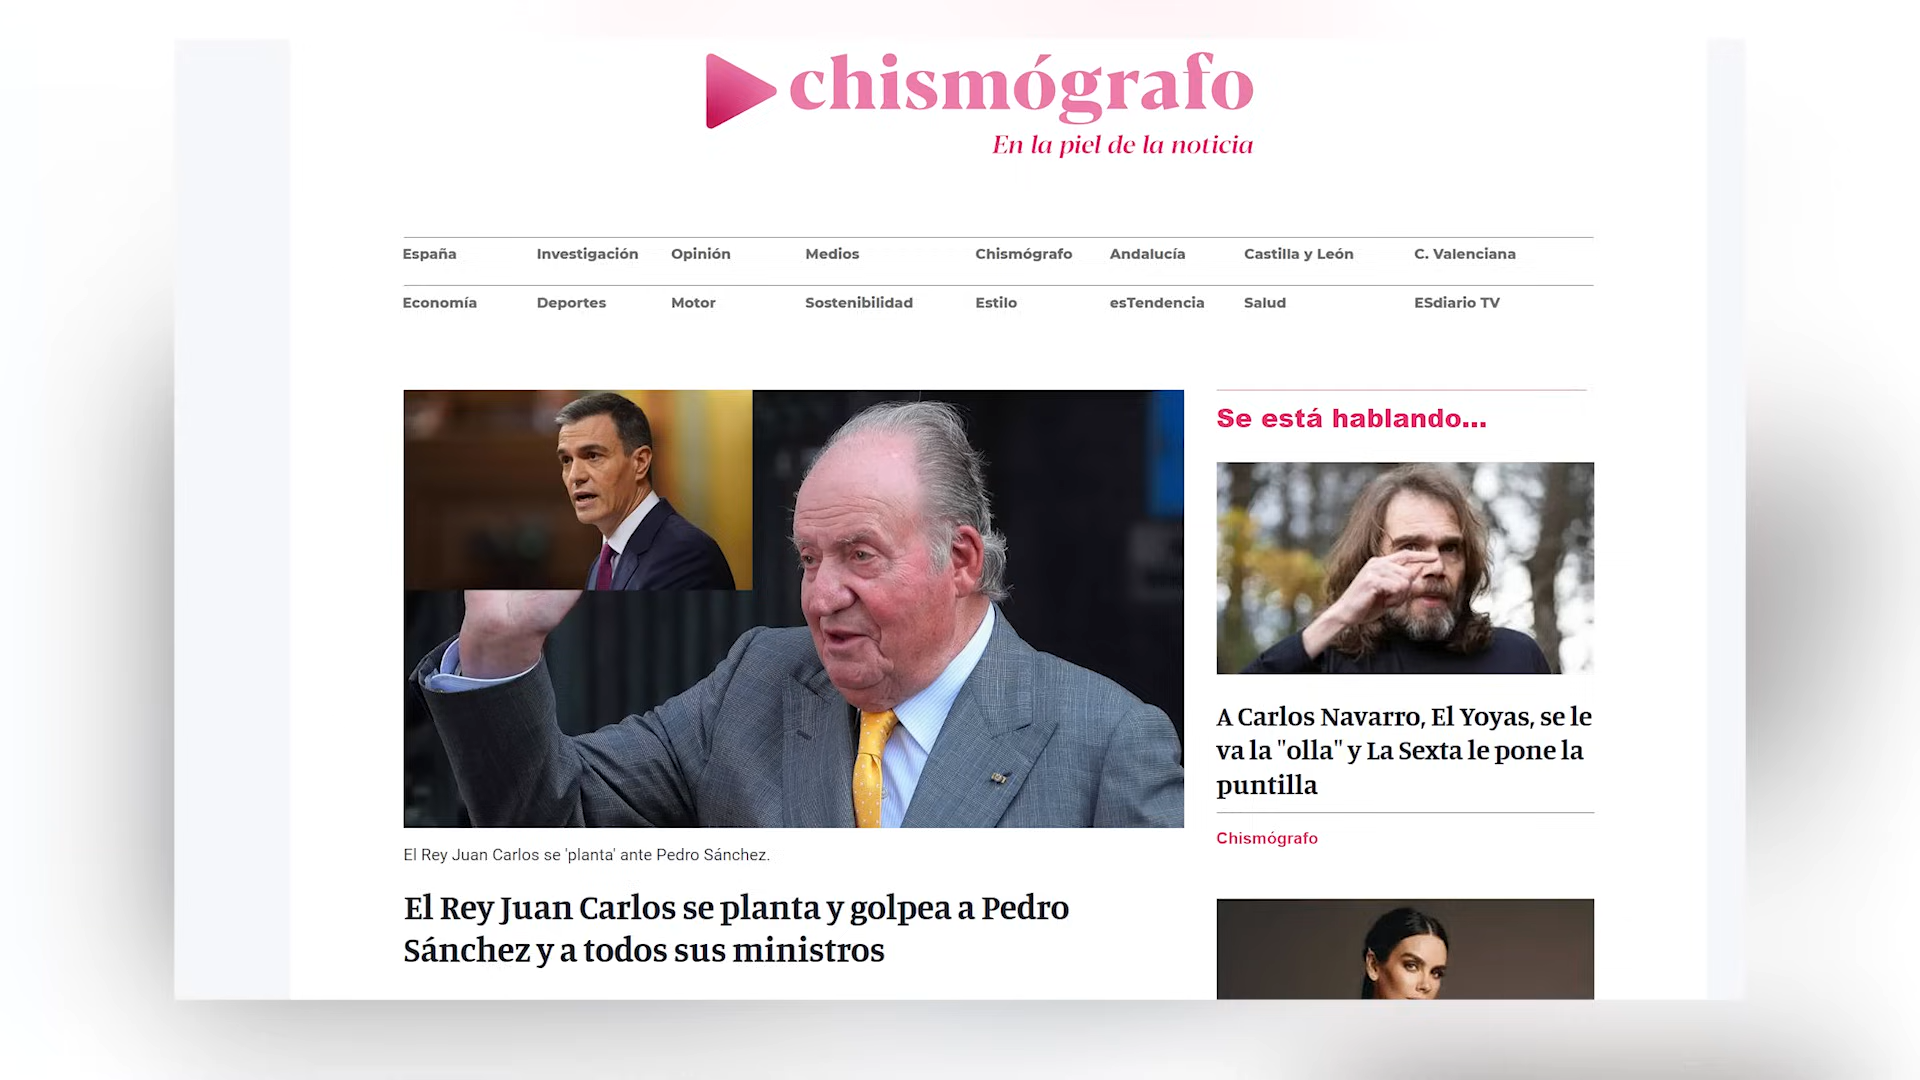 chismógrafo
En la piel de la noticia
España Investigación Opinión Medios Chismógrafo Andalucía Castilla y León C. Valenciana
Economía Deportes Motor Sostenibilidad Estilo esTendencia Salud ESdiario TV
El Rey Juan Carlos se 'planta' ante Pedro Sánchez.
El Rey Juan Carlos se planta y golpea a Pedro
Sánchez y a todos sus ministros
Se está hablando...
A Carlos Navarro, El Yoyas, se le
va la "olla" y La Sexta le pone la
puntilla
Chismógrafo